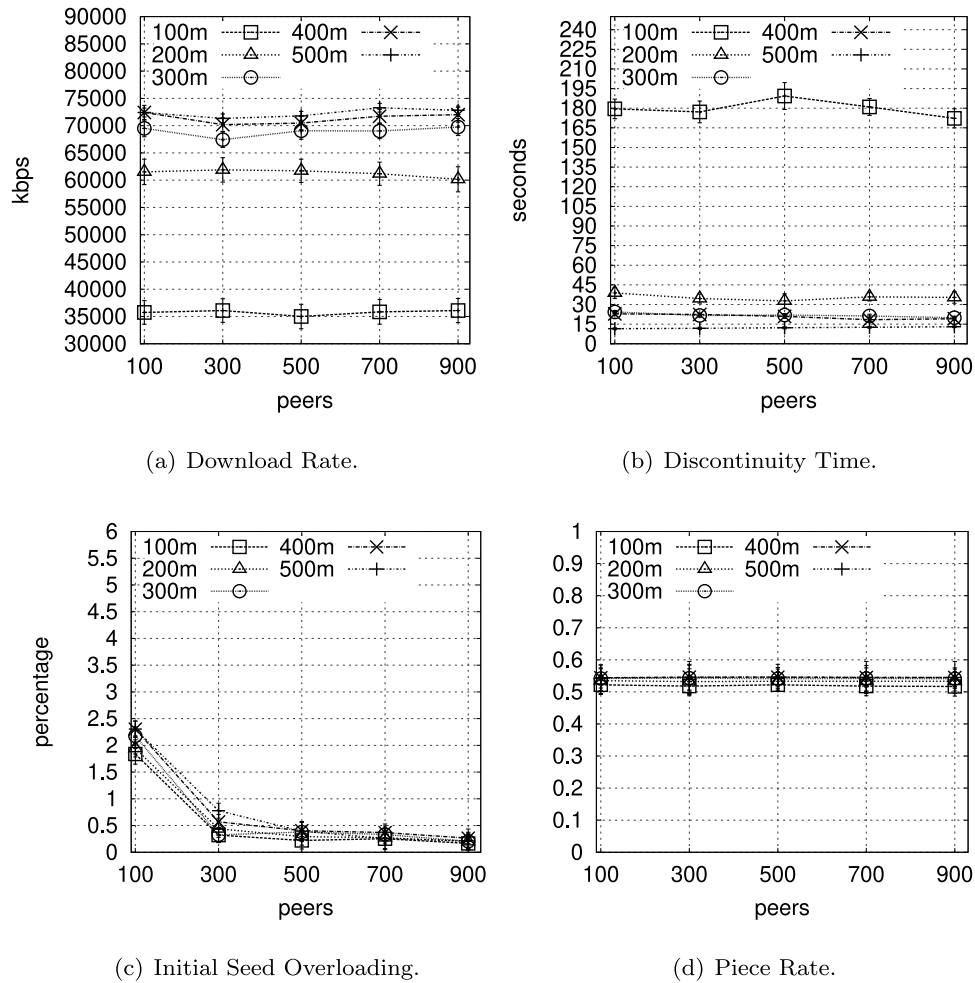 90000
85000
80000
75000
70000
65000
60000
55000
50000
45000
40000
35000
30000
kbps
100m 400m
200m 500m
300m
100 300 500 700 900
peers
(a) Download Rate.
240
225
210
195
180
165
150
135
120
105
90
75
60
45
30
15
0
seconds
100m 400m
200m 500m
300m
100 300 500 700 900
peers
(b) Discontinuity Time.
6
5.5
5
4.5
4
3.5
3
2.5
2
1.5
1
0.5
0
percentage
100m 400m
200m 500m
300m
100 300 500 700 900
peers
(c) Initial Seed Overloading.
1
0.9
0.8
0.7
0.6
0.5
0.4
0.3
0.2
0.1
0
100m 400m
200m 500m
300m
100 300 500 700 900
peers
(d) Piece Rate.